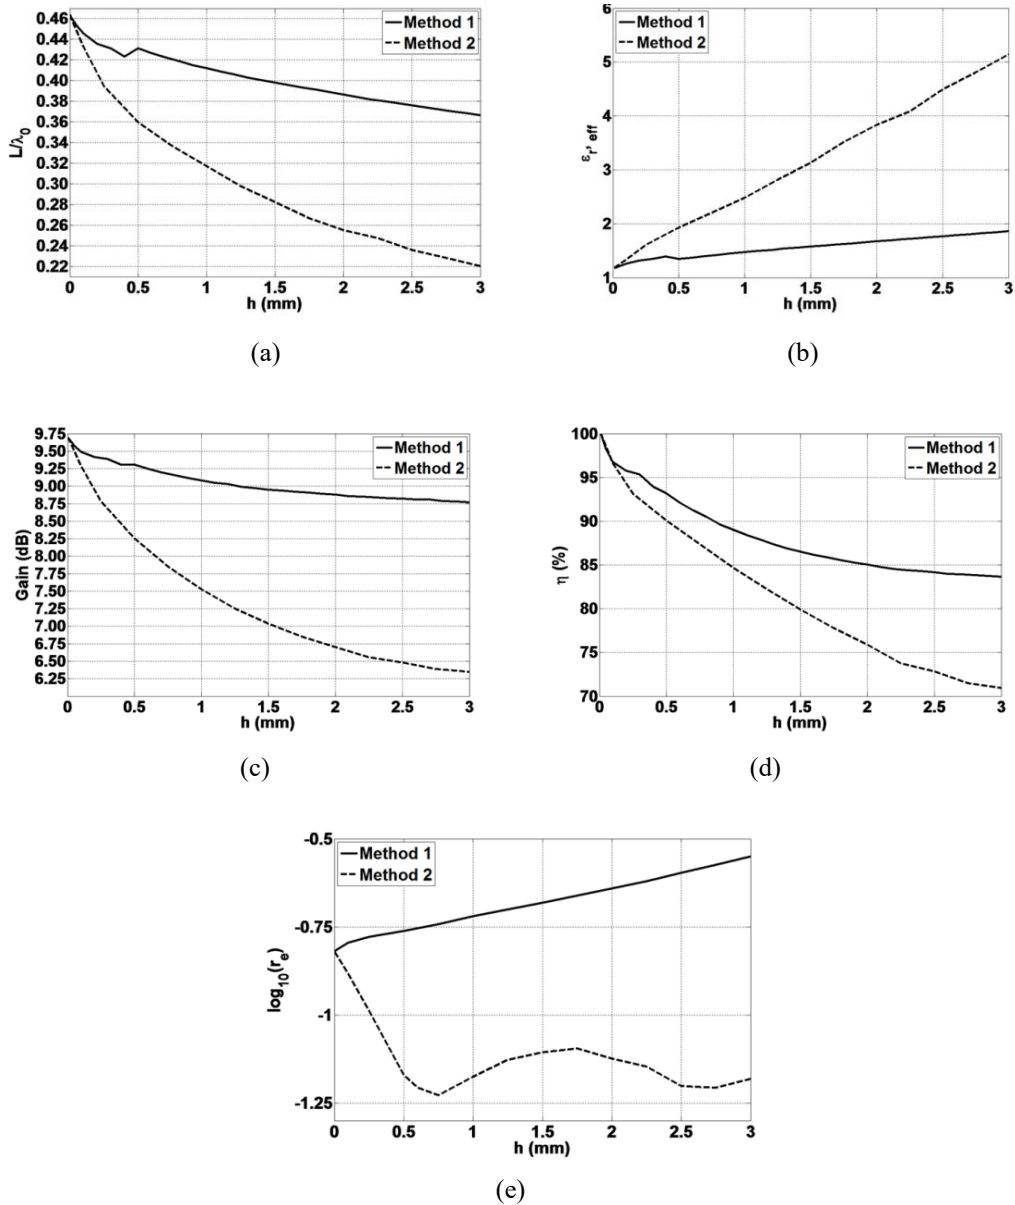 0.46
0.44
0.42
0.40
0.38
0.36
0.34
0.32
0.30
0.28
0.26
0.24
0.22
L/λ0
Method 1
Method 2
0 0.5 1 1.5 2 2.5 3
h (mm)
(a)
6
5
4
3
2
1
εr, eff
Method 1
Method 2
0 0.5 1 1.5 2 2.5 3
h (mm)
(b)
9.75
9.50
9.25
9.00
8.75
8.50
8.25
8.00
7.75
7.50
7.25
7.00
6.75
6.50
6.25
Gain (dB)
Method 1
Method 2
0 0.5 1 1.5 2 2.5 3
h (mm)
(c)
100
95
90
85
80
75
70
η (%)
Method 1
Method 2
0 0.5 1 1.5 2 2.5 3
h (mm)
(d)
-0.5
-0.75
-1
-1.25
log10(re)
Method 1
Method 2
0 0.5 1 1.5 2 2.5 3
h (mm)
(e)